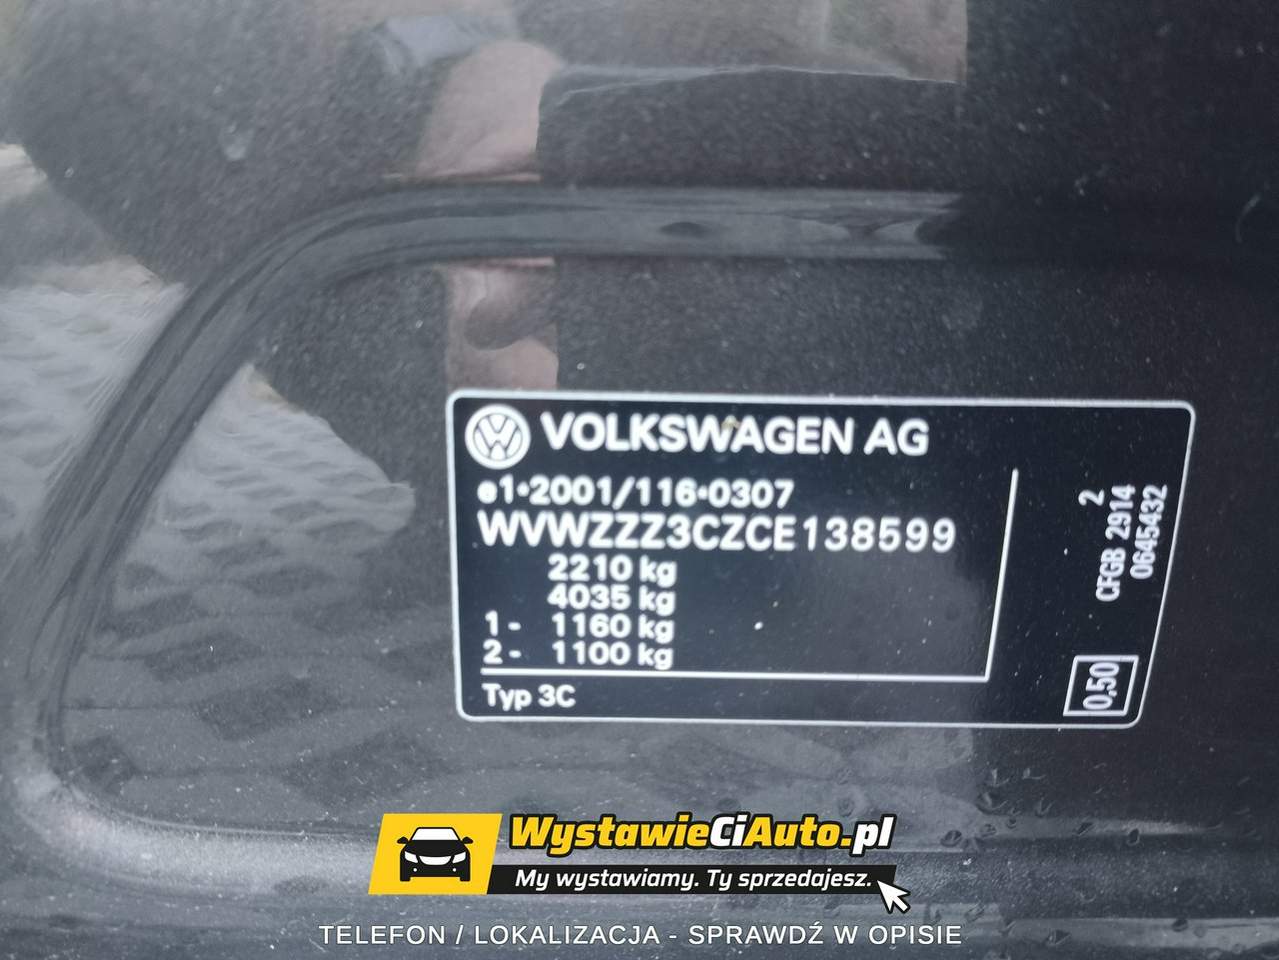 VOLKSWAGEN AG
e1*2001/116*0307
WVWZZZ3CZCE138599
2210 kg
4035 kg
1- 1160 kg
2- 1100 kg
Typ 3C
2
CFGB 2914
0645432
0,50
WystawieCiAuto.pl
My wystawiamy. Ty sprzedajesz.
TELEFON / LOKALIZACJA - SPRAWDŹ W OPISIE